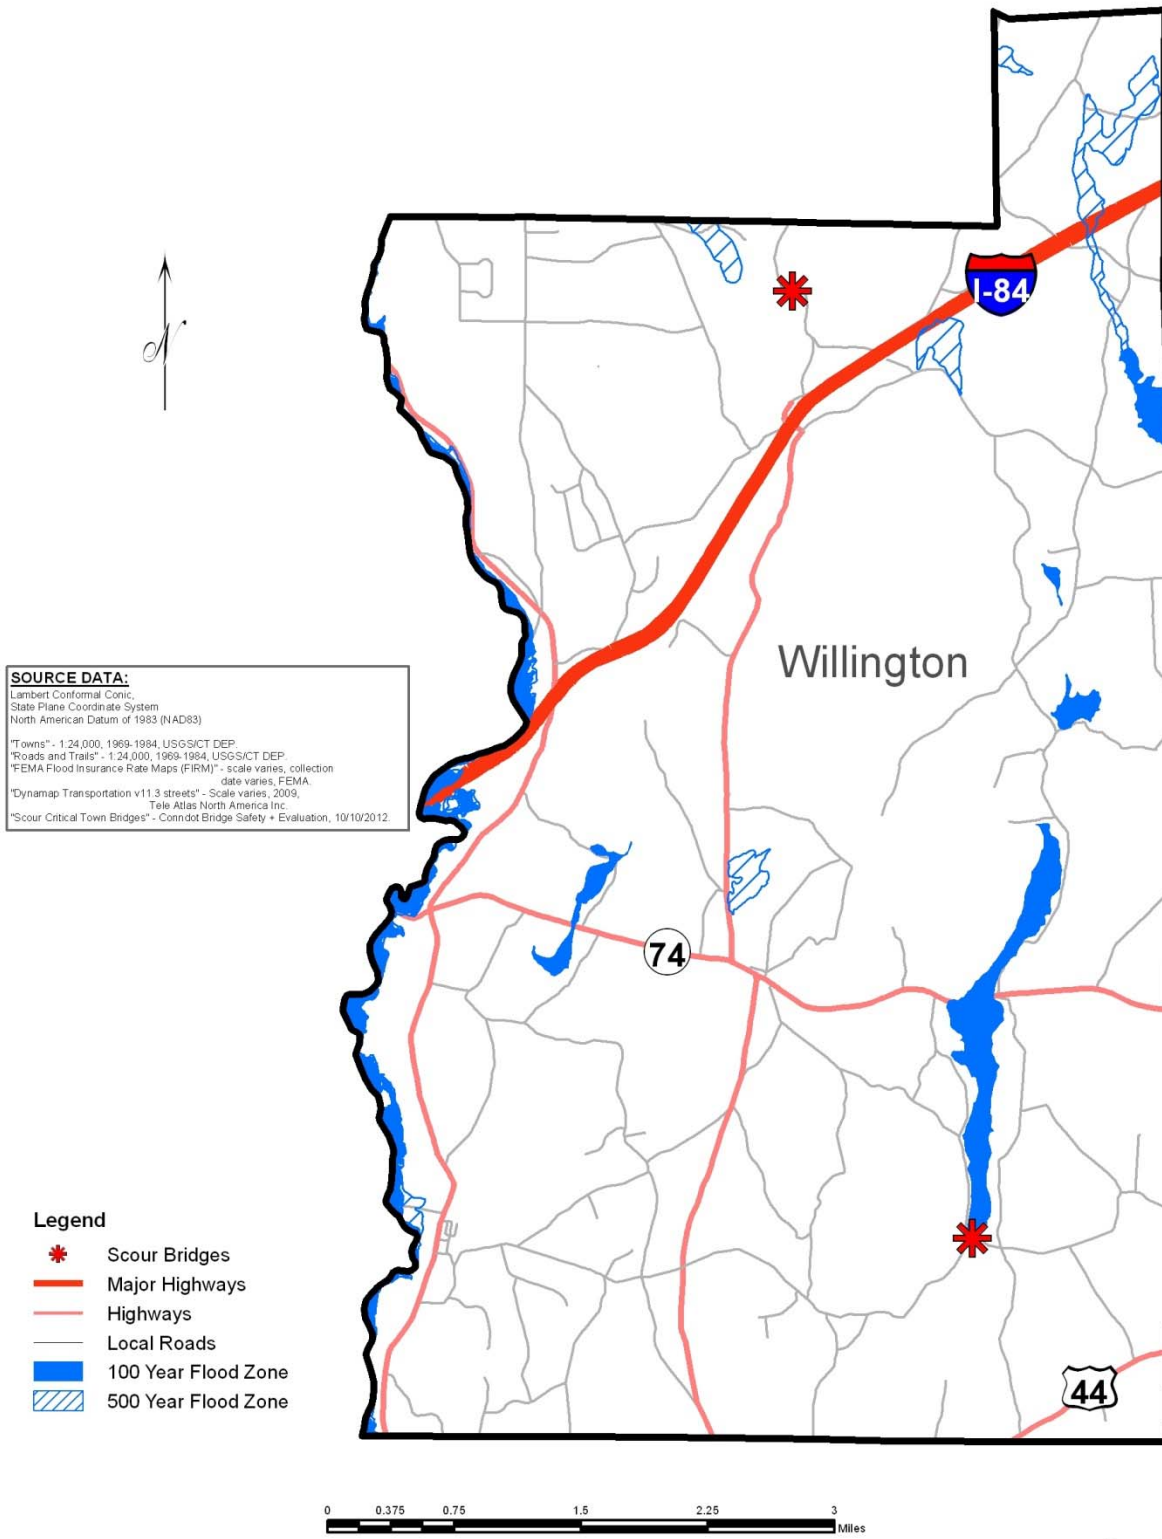 I-84
N
Willington
SOURCE DATA:
Lambert Conformal Conic,
State Plane Coordinate System
North American Datum of 1983 (NAD83)
"Towns" - 1:24,000, 1969-1984, USGS/CT DEP.
"Roads and Trails" - 1:24,000, 1969-1984, USGS/CT DEP.
"FEMA Flood Insurance Rate Maps (FIRM)" - scale varies, collection
date varies, FEMA.
"Dynamap Transportation v11.3 streets" - Scale varies, 2009,
Tele Atlas North America Inc.
"Scour Critical Town Bridges" - Conndot Bridge Safety + Evaluation, 10/10/2012.
74
Legend
Scour Bridges
Major Highways
Highways
Local Roads
100 Year Flood Zone
500 Year Flood Zone
44
0 0.375 0.75 1.5 2.25 3
Miles